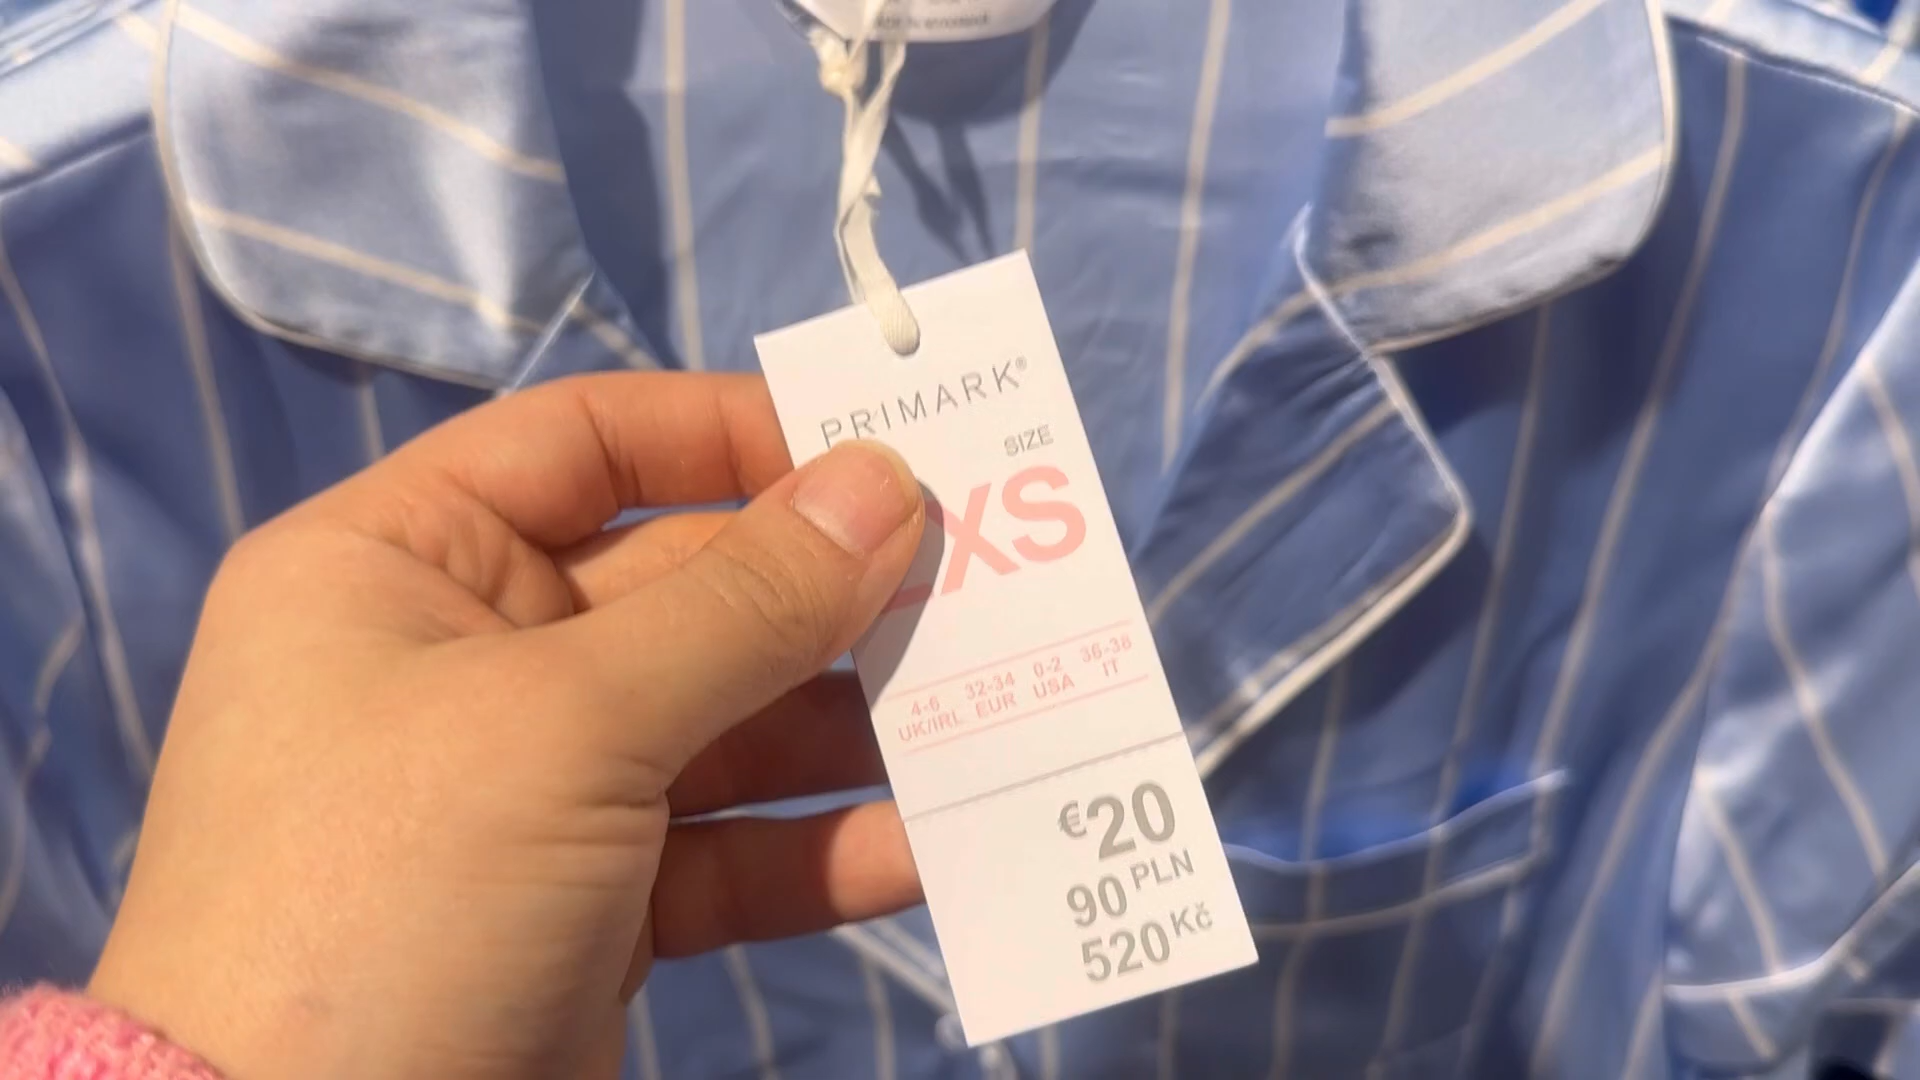 PRIMARK®
SIZE
XS
4-6 32-34 0-2 36-38
UK/IRL EUR USA IT
€20
90 PLN
520 Kč